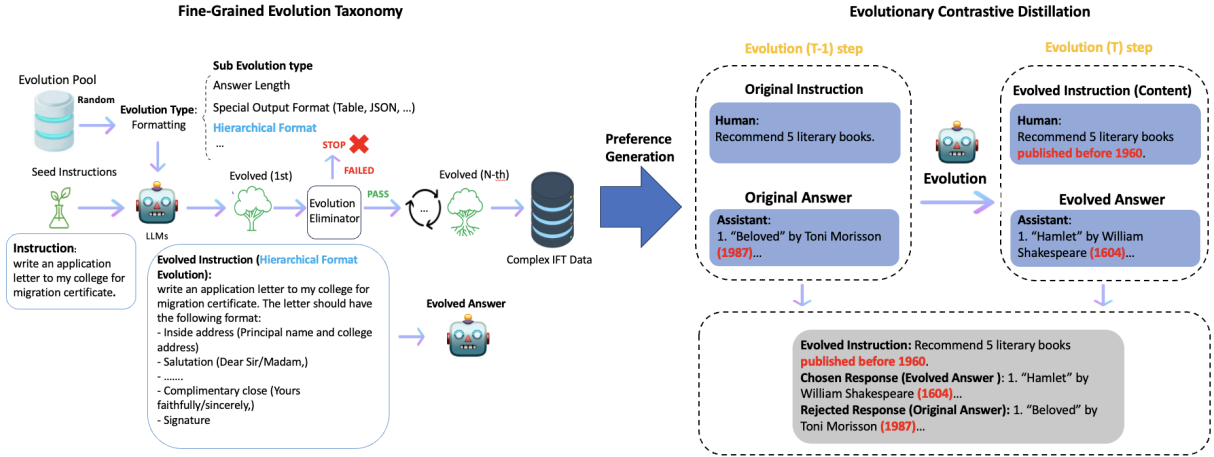 Fine-Grained Evolution Taxonomy
Evolution Pool
Random
Evolution Type:
Formatting
Sub Evolution type
Answer Length
Special Output Format (Table, JSON, ...)
Hierarchical Format
...
STOP
FAILED
Seed Instructions
LLMs
Evolved (1st)
Evolution
Eliminator
PASS
...
Evolved (N-th)
Complex IFT Data
Instruction:
write an application
letter to my college for
migration certificate.
Evolved Instruction (Hierarchical Format
Evolution):
write an application letter to my college for
migration certificate. The letter should have
the following format:
- Inside address (Principal name and college
address)
- Salutation (Dear Sir/Madam,)
- .......
- Complimentary close (Yours
faithfully/sincerely,)
- Signature
Evolved Answer
Preference
Generation
Evolutionary Contrastive Distillation
Evolution (T-1) step
Original Instruction
Human:
Recommend 5 literary books.
Original Answer
Assistant:
1. “Beloved” by Toni Morisson
(1987)...
Evolution
Evolution (T) step
Evolved Instruction (Content)
Human:
Recommend 5 literary books
published before 1960.
Evolved Answer
Assistant:
1. “Hamlet” by William
Shakespeare (1604)...
Evolved Instruction: Recommend 5 literary books
published before 1960.
Chosen Response (Evolved Answer ): 1. “Hamlet” by
William Shakespeare (1604)...
Rejected Response (Original Answer): 1. “Beloved” by
Toni Morisson (1987)...